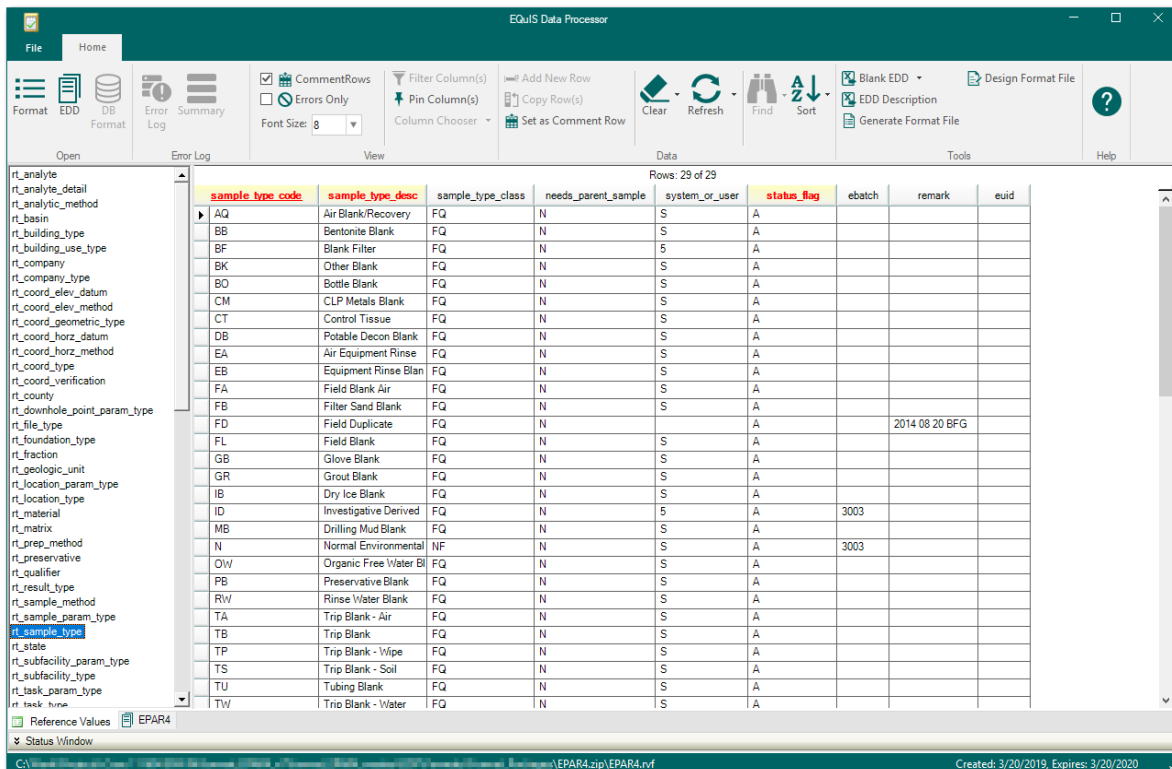 EQuIS Data Processor
File Home
Format EDD DB Format
Open
Error Log Summary
Error Log
CommentRows
Errors Only
Font Size: 8
Filter Column(s)
Pin Column(s)
Column Chooser
View
Add New Row
Copy Row(s)
Set as Comment Row
Clear Refresh Find Sort
Data
Blank EDD
EDD Description
Generate Format File
Design Format File
Tools
Help
rt_analyte
rt_analyte_detail
rt_analytic_method
rt_basin
rt_building_type
rt_building_use_type
rt_company
rt_company_type
rt_coord_elev_datum
rt_coord_elev_method
rt_coord_geometric_type
rt_coord_horz_datum
rt_coord_horz_method
rt_coord_type
rt_coord_verification
rt_county
rt_downhole_point_param_type
rt_file_type
rt_foundation_type
rt_fraction
rt_geologic_unit
rt_location_param_type
rt_location_type
rt_material
rt_matrix
rt_prep_method
rt_preservative
rt_qualifier
rt_result_type
rt_sample_method
rt_sample_param_type
rt_sample_type
rt_state
rt_subfacility_param_type
rt_subfacility_type
rt_task_param_type
rt_task_type
Rows: 29 of 29
sample_type_code sample_type_desc sample_type_class needs_parent_sample system_or_user status_flag ebatch remark euid
AQ Air Blank/Recovery FQ N S A
BB Bentonite Blank FQ N S A
BF Blank Filter FQ N 5 A
BK Other Blank FQ N S A
BO Bottle Blank FQ N S A
CM CLP Metals Blank FQ N S A
CT Control Tissue FQ N S A
DB Potable Decon Blank FQ N S A
EA Air Equipment Rinse FQ N S A
EB Equipment Rinse Blan FQ N S A
FA Field Blank Air FQ N S A
FB Filter Sand Blank FQ N S A
FD Field Duplicate FQ N A 2014 08 20 BFG
FL Field Blank FQ N S A
GB Glove Blank FQ N S A
GR Grout Blank FQ N S A
IB Dry Ice Blank FQ N S A
ID Investigative Derived FQ N 5 A 3003
MB Drilling Mud Blank FQ N S A
N Normal Environmental NF N S A 3003
OW Organic Free Water Bl FQ N S A
PB Preservative Blank FQ N S A
RW Rinse Water Blank FQ N S A
TA Trip Blank - Air FQ N S A
TB Trip Blank FQ N S A
TP Trip Blank - Wipe FQ N S A
TS Trip Blank - Soil FQ N S A
TU Tubing Blank FQ N S A
TW Trip Blank - Water FQ N S A
Reference Values EPAR4
Status Window
C:\ \EPAR4.zip\EPAR4.rvf Created: 3/20/2019, Expires: 3/20/2020